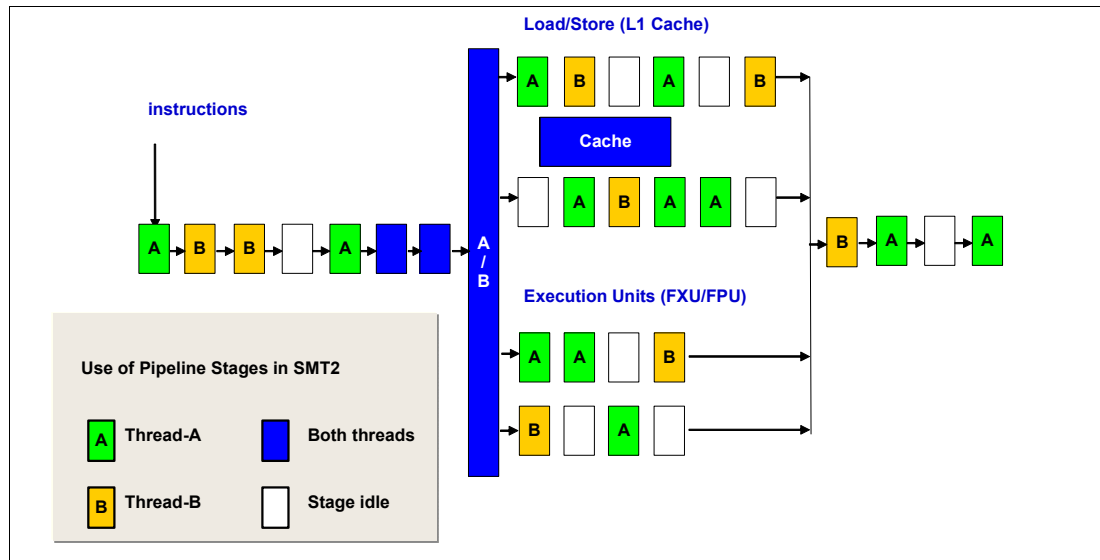 Load/Store (L1 Cache)
A B A B
instructions
Cache
A B A A
A B B A
A / B
B A A
Execution Units (FXU/FPU)
A A B
B A
Use of Pipeline Stages in SMT2
A Thread-A Both threads
B Thread-B Stage idle